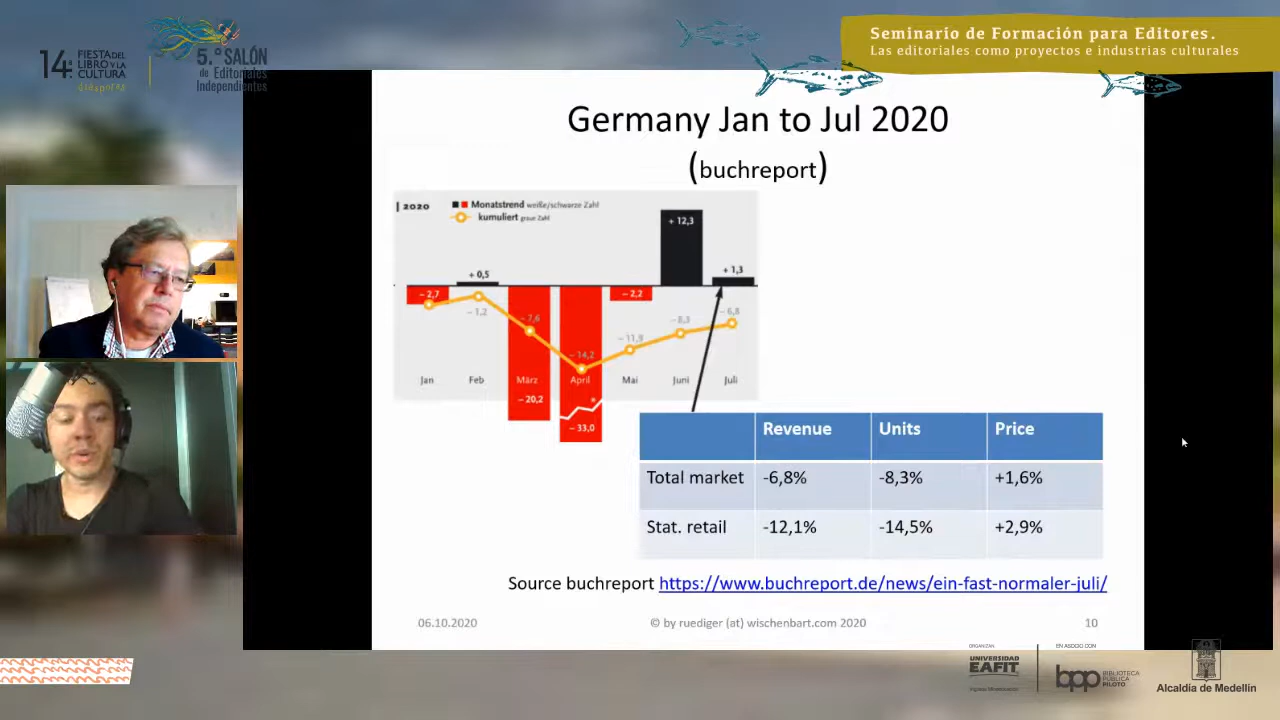 14.ª FIESTA DEL
LIBRO Y LA
CULTURA
5.º SALÓN
de Editoriales
Independientes
Seminario de Formación para Editores.
Las editoriales como proyectos e industrias culturales
Germany Jan to Jul 2020
(buchreport)
2020
Monatstrend weiße/schwarze Zahl
kumuliert graue Zahl
+ 12,3
+ 0,5
+ 1,3
– 2,7
– 2,2
– 1,2
– 7,6
– 14,2
– 11,3
– 8,3
– 6,8
Jan Feb März April Mai Juni Juli
– 20,2
*
– 33,0
Revenue Units Price
Total market -6,8% -8,3% +1,6%
Stat. retail -12,1% -14,5% +2,9%
Source buchreport https://www.buchreport.de/news/ein-fast-normaler-juli/
06.10.2020 © by ruediger (at) wischenbart.com 2020 10
ORGANIZAN:
UNIVERSIDAD
EAFIT
EN ASOCIO CON
bpp BIBLIOTECA
PÚBLICA
PILOTO
Alcaldía de Medellín